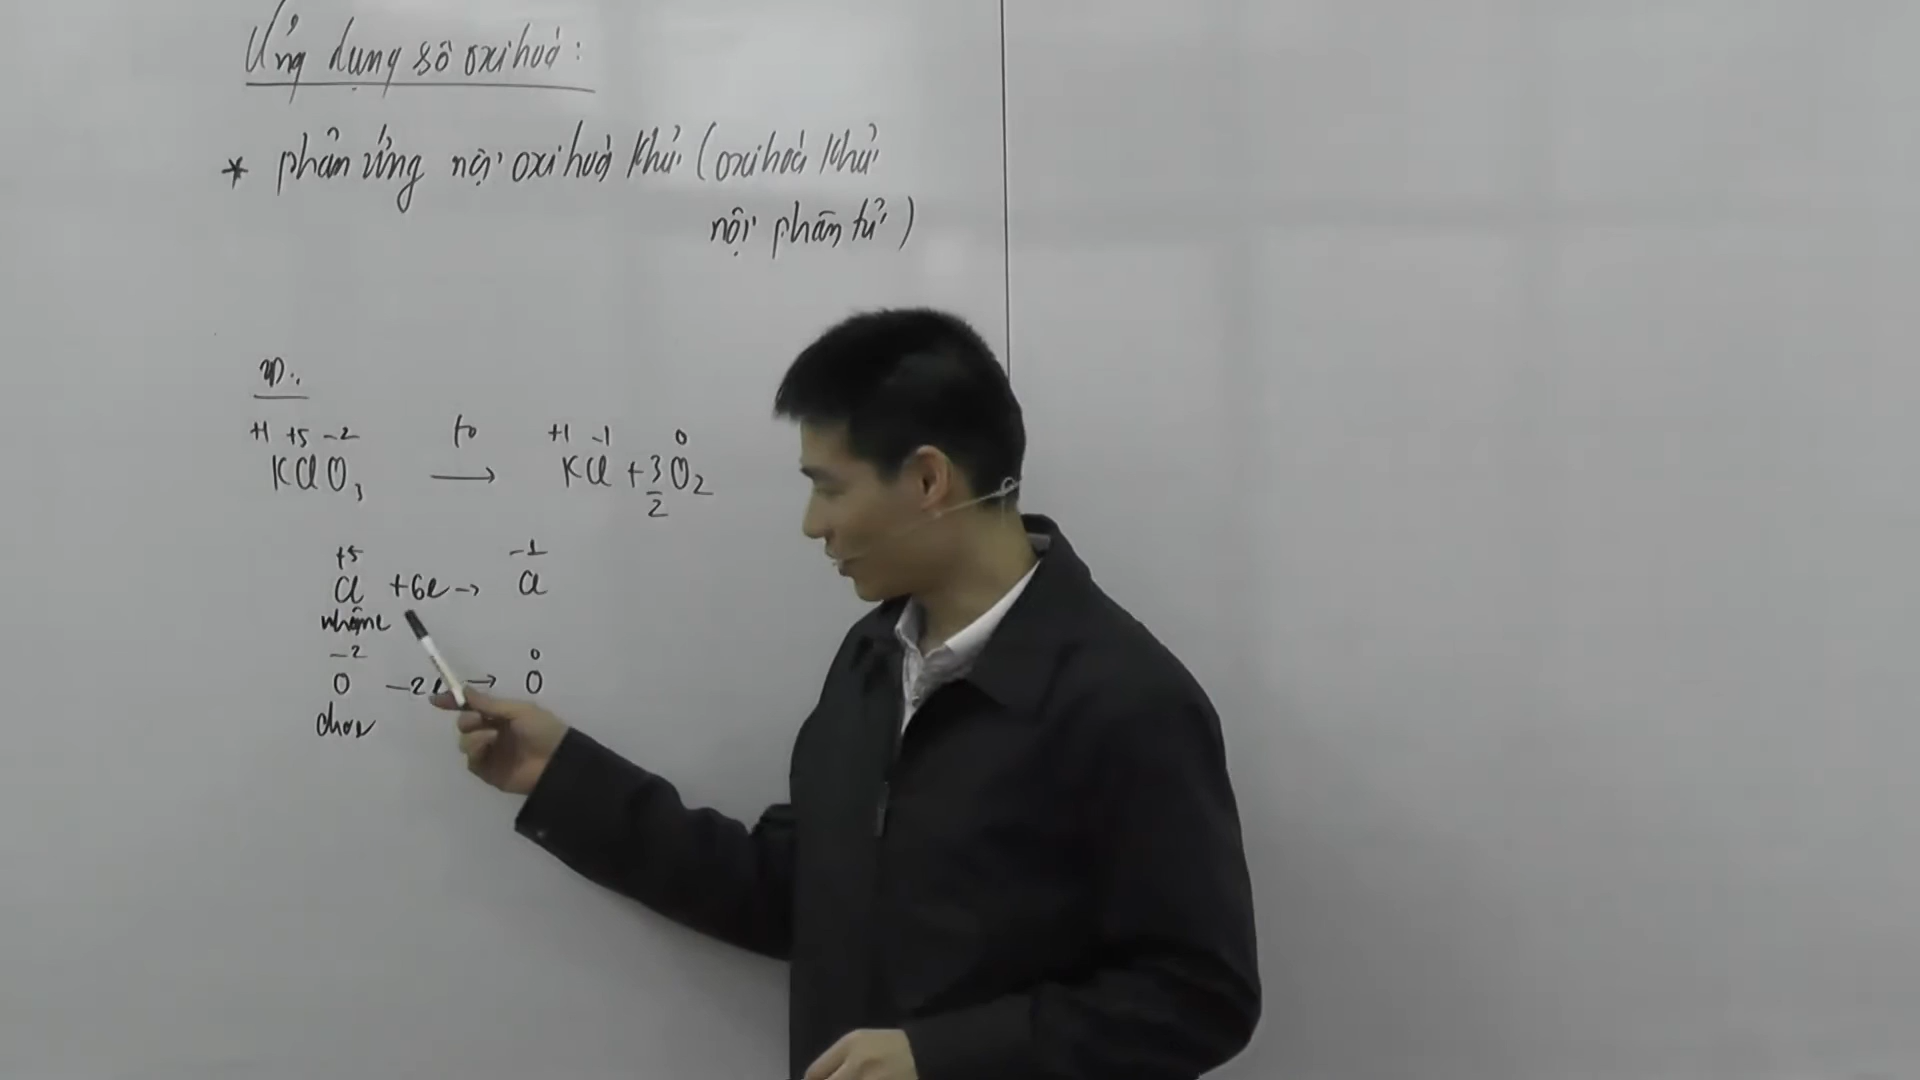 Ứng dụng số oxi hoá:
* phản ứng nội oxi hoá khử (oxi hoá khử
nội phân tử)
VD:
+1 +5 -2 t0 +1 -1 0
KClO3 → KCl + 3/2 O2
+5 -1
Cl +6e → Cl
nhận e
-2 0
O -2e → O
cho e